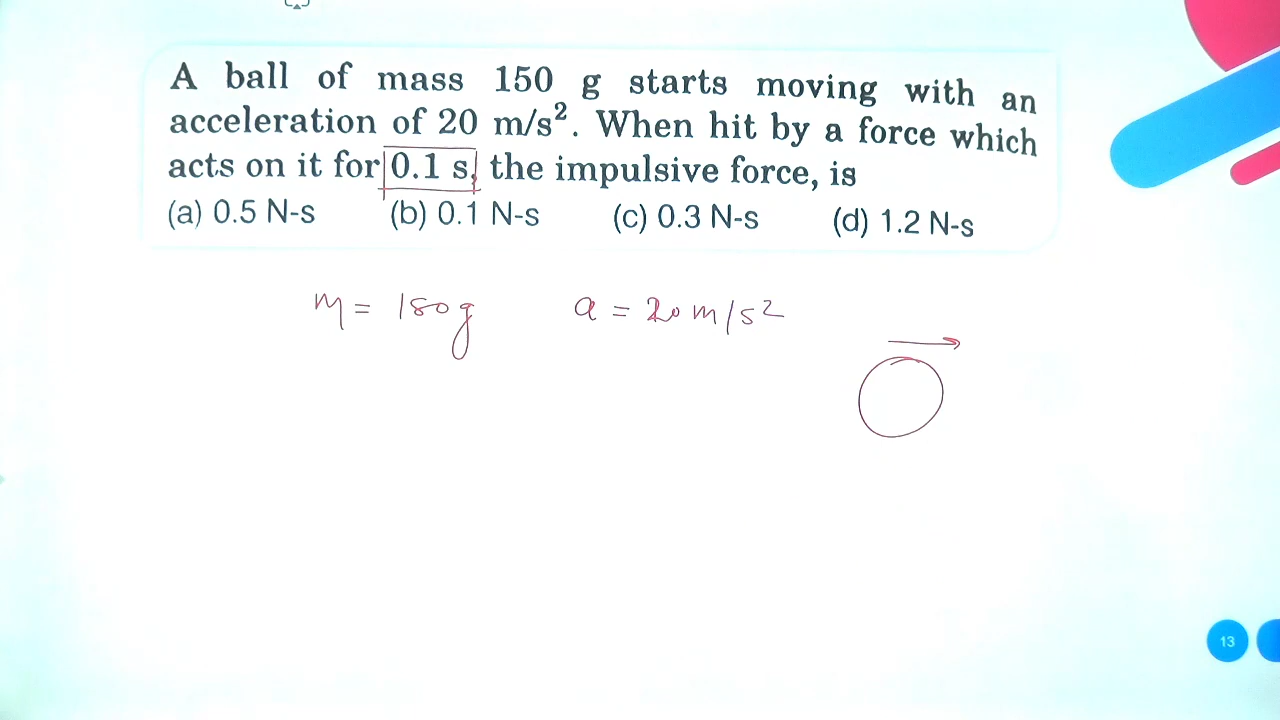 A ball of mass 150 g starts moving with an
acceleration of 20 m/s². When hit by a force which
acts on it for 0.1 s, the impulsive force, is
(a) 0.5 N-s (b) 0.1 N-s (c) 0.3 N-s (d) 1.2 N-s
m = 150g a = 20 m/s²
13